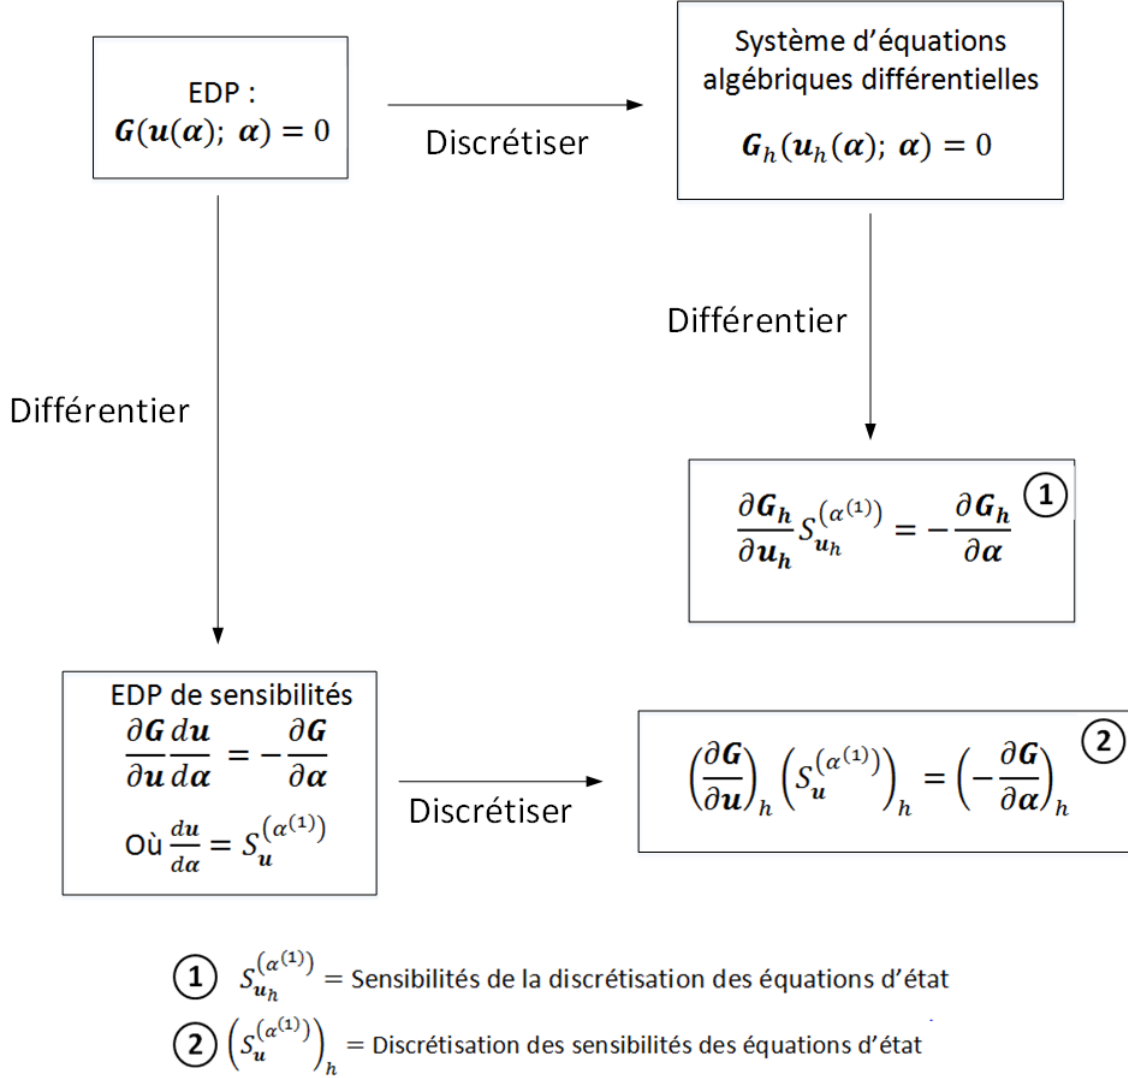 EDP :
G(u(α); α) = 0
Discrétiser
Système d'équations
algébriques différentielles
G_h(u_h(α); α) = 0
Différentier
Différentier
∂G_h/∂u_h S_{u_h}^{(α^{(1)})} = −∂G_h/∂α
1
EDP de sensibilités
∂G/∂u du/dα = −∂G/∂α
Où du/dα = S_u^{(α^{(1)})}
Discrétiser
(∂G/∂u)_h (S_u^{(α^{(1)})})_h = (−∂G/∂α)_h
2
1 S_{u_h}^{(α^{(1)})} = Sensibilités de la discrétisation des équations d'état
2 (S_u^{(α^{(1)})})_h = Discrétisation des sensibilités des équations d'état